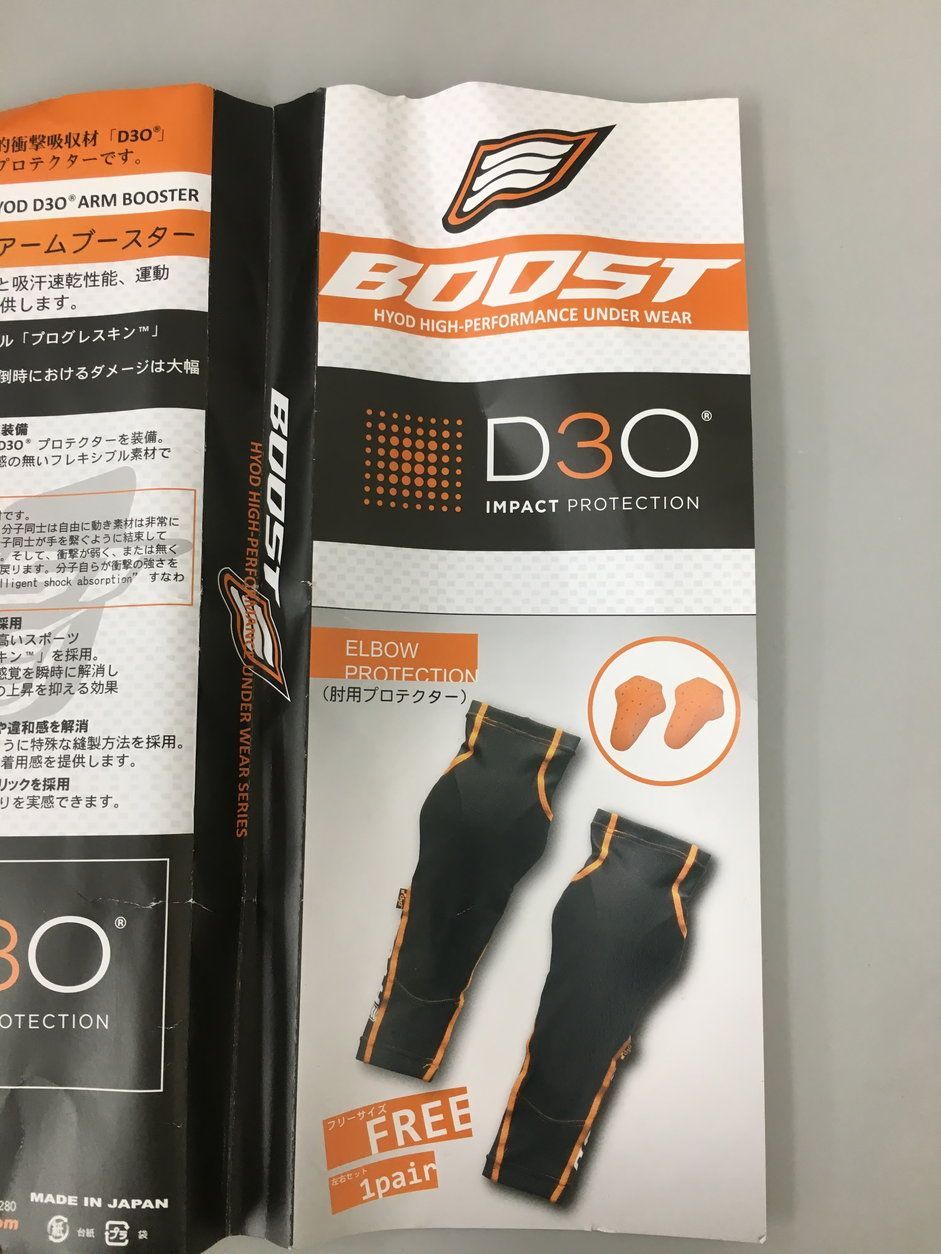 的衝撃吸収材「D3O®」
プロテクターです。
YOD D3O® ARM BOOSTER
アームブースター
と吸汗速乾性能、運動
供します。
ル「プログレスキン™」
倒時におけるダメージは大幅
装備
D3O® プロテクターを装備。
感の無いフレキシブル素材で
材です。
分子同士は自由に動き素材は非常に
子同士が手を繋ぐように結束して
。そして、衝撃が弱く、または無く
戻ります。分子自らが衝撃の強さを
lligent shock absorption” すなわ
採用
高いスポーツ
キン™」を採用。
感覚を瞬時に解消し
の上昇を抑える効果
や違和感を解消
うに特殊な縫製方法を採用。
着用感を提供します。
リックを採用
りを実感できます。
3O®
OTECTION
280
om
MADE IN JAPAN
紙 台紙 プラ 袋
BOOST
HYOD HIGH-PERFORMANCE UNDER WEAR SERIES
BOOST
HYOD HIGH-PERFORMANCE UNDER WEAR
D3O®
IMPACT PROTECTION
ELBOW
PROTECTION
（肘用プロテクター）
フリーサイズ
FREE
左右セット
1pair